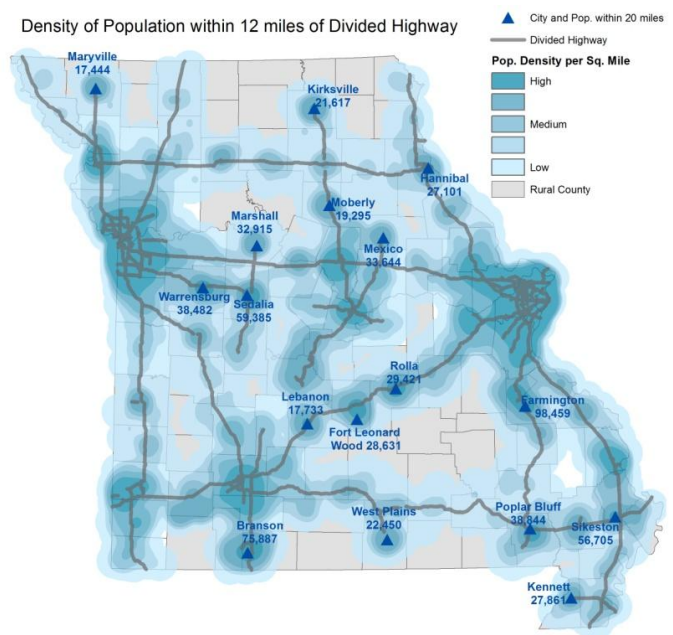 Density of Population within 12 miles of Divided Highway
City and Pop. within 20 miles
Divided Highway
Pop. Density per Sq. Mile
High
Medium
Low
Rural County
Maryville
17,444
Kirksville
21,617
Hannibal
27,101
Moberly
19,295
Marshall
32,915
Mexico
33,644
Warrensburg
38,482
Sedalia
59,385
Rolla
29,421
Lebanon
17,733
Fort Leonard
Wood 28,631
Farmington
98,459
West Plains
22,450
Poplar Bluff
38,844
Sikeston
56,705
Branson
75,887
Kennett
27,861